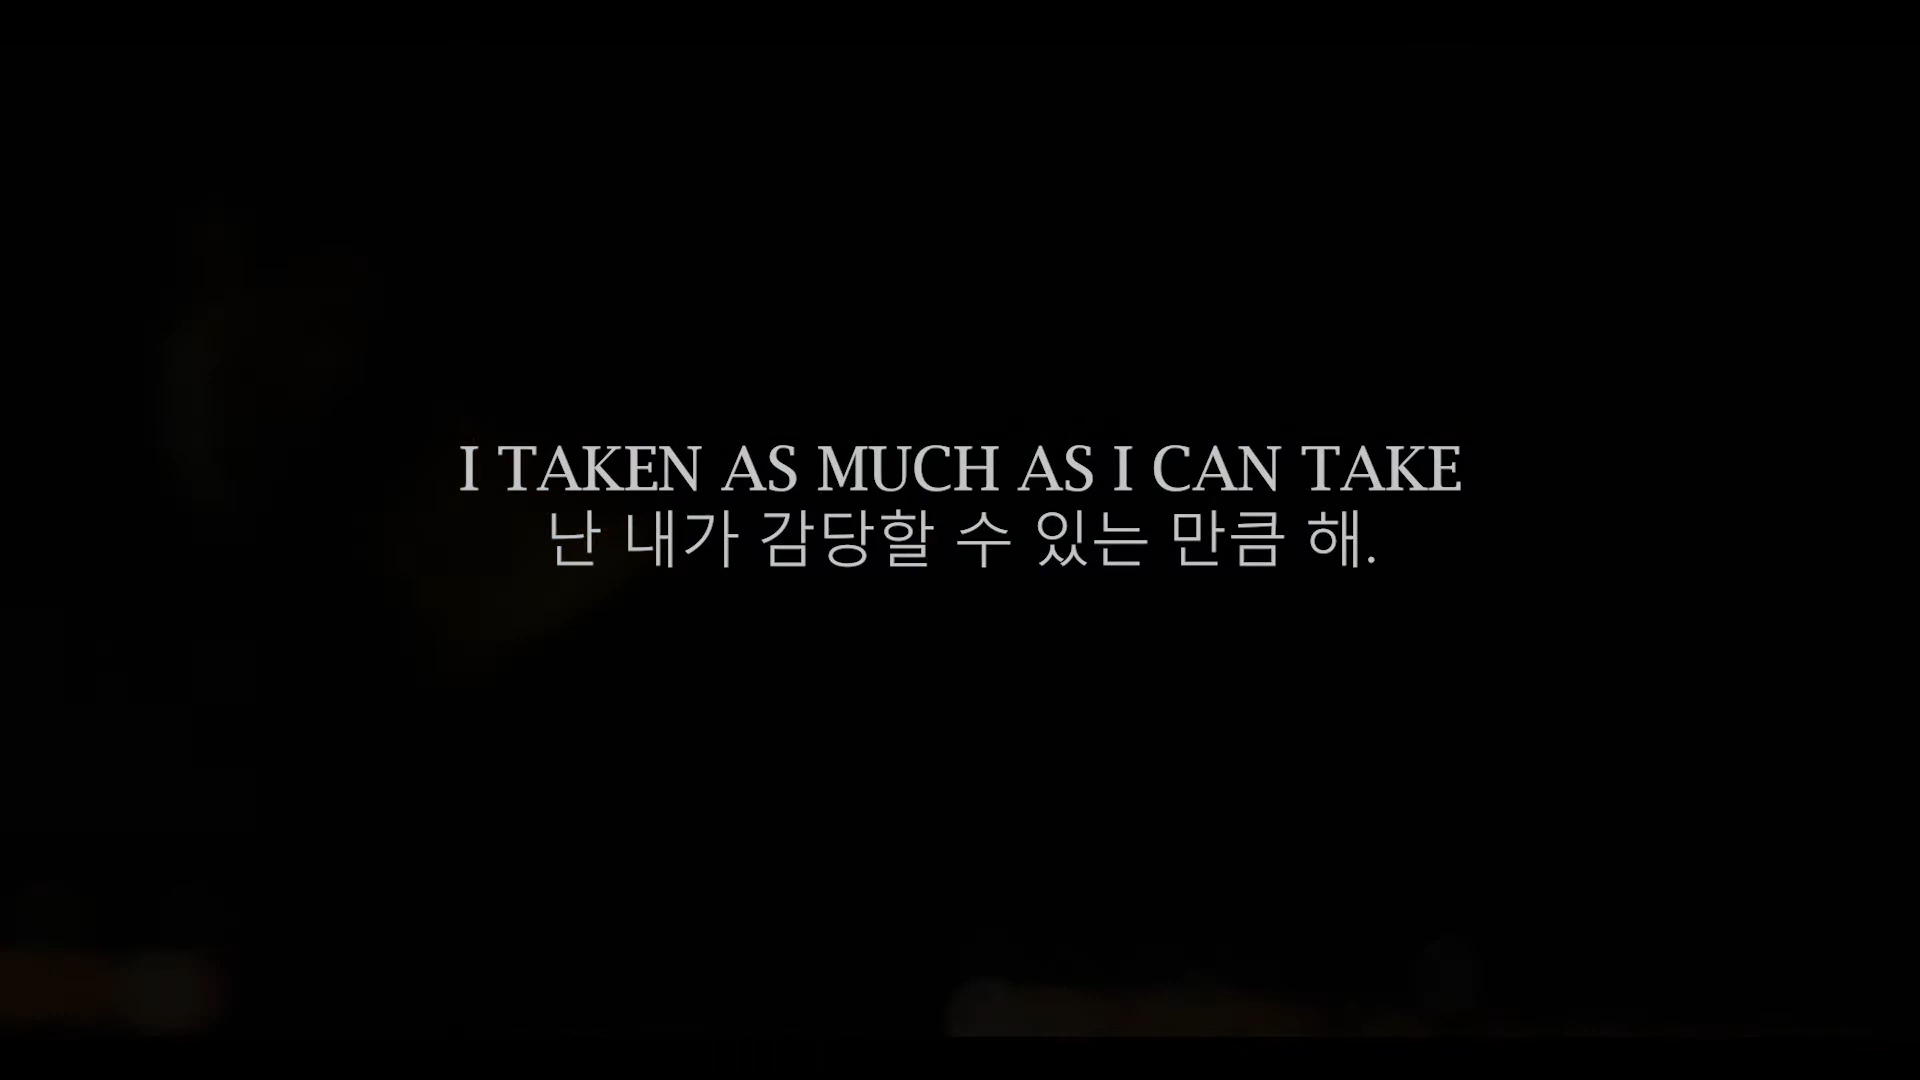 I TAKEN AS MUCH AS I CAN TAKE
난 내가 감당할 수 있는 만큼 해.